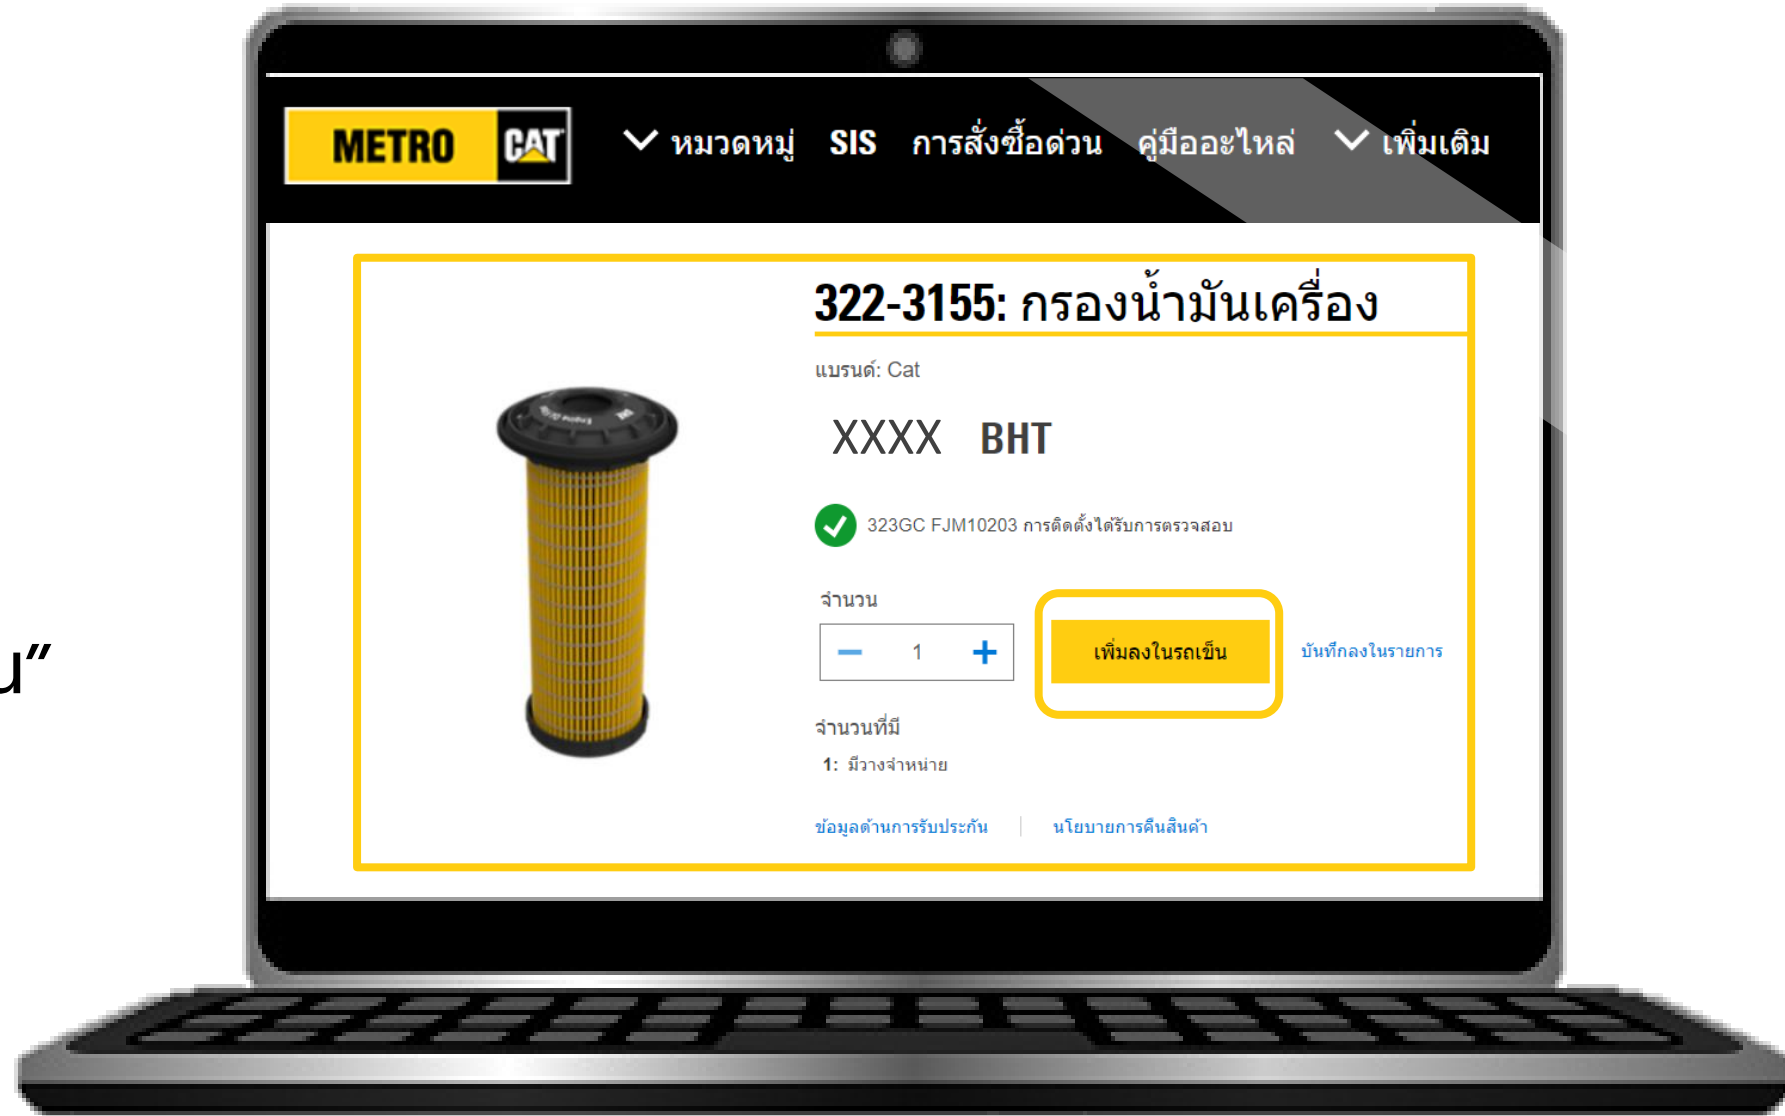 METRO CAT หมวดหมู่ SIS การสั่งซื้อด่วน คู่มืออะไหล่ เพิ่มเติม
322-3155: กรองน้ำมันเครื่อง
แบรนด์: Cat
XXXX BHT
323GC FJM10203 การติดตั้งได้รับการตรวจสอบ
จำนวน
1 เพิ่มลงในรถเข็น บันทึกลงในรายการ
น”
จำนวนที่มี
1: มีวางจำหน่าย
ข้อมูลด้านการรับประกัน นโยบายการคืนสินค้า